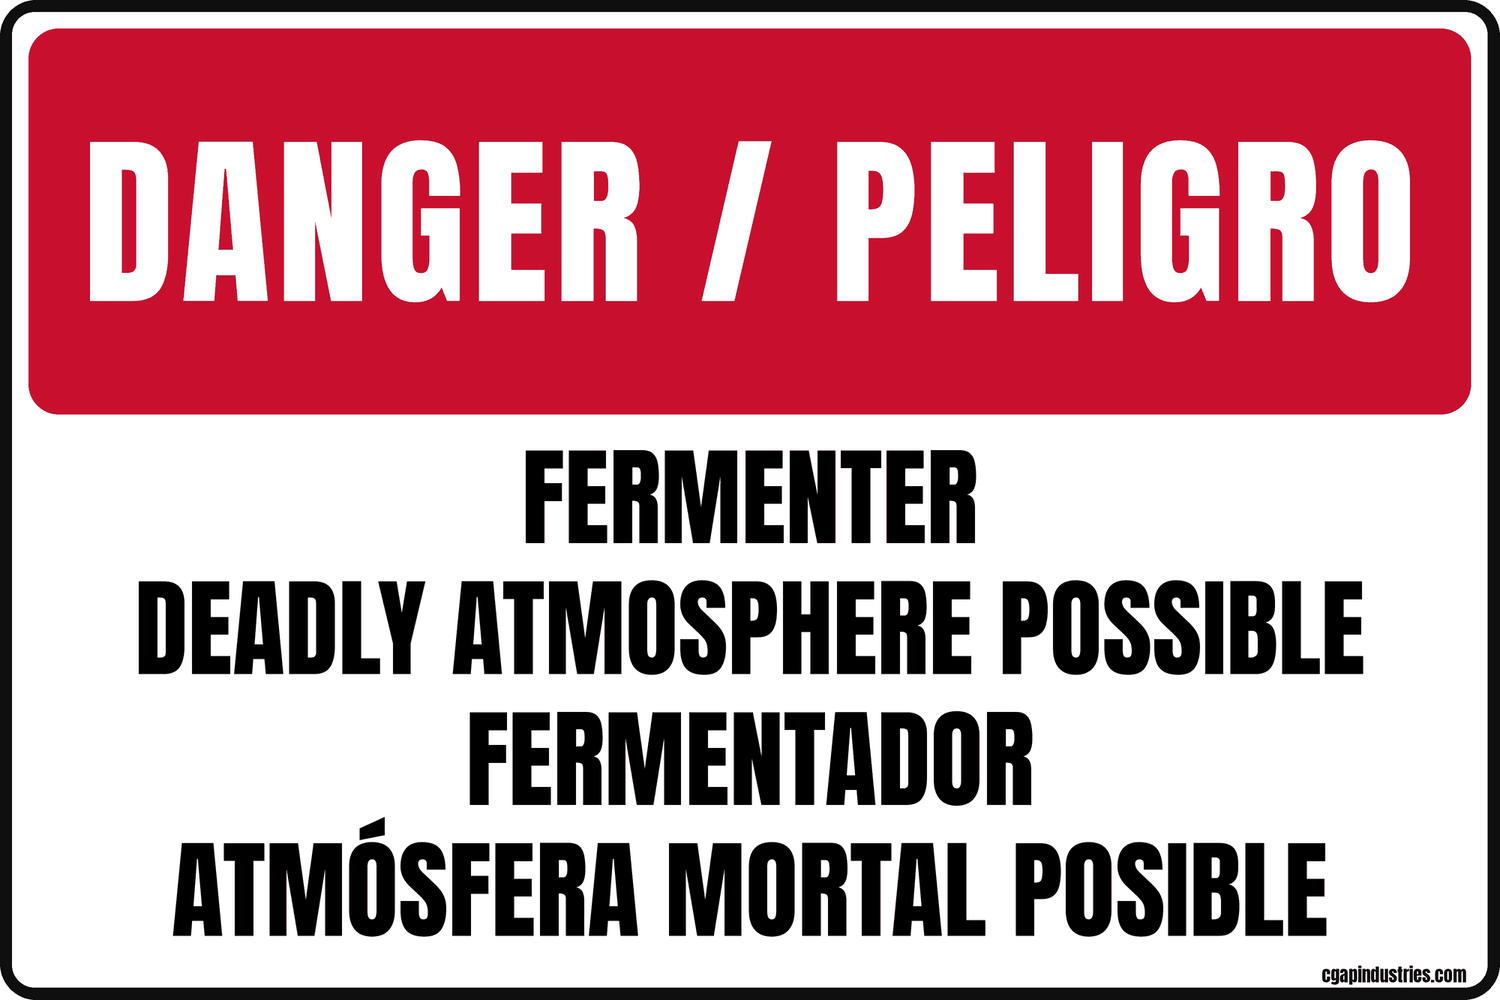 DANGER / PELIGRO
FERMENTER
DEADLY ATMOSPHERE POSSIBLE
FERMENTADOR
ATMÓSFERA MORTAL POSIBLE
cgapindustries.com